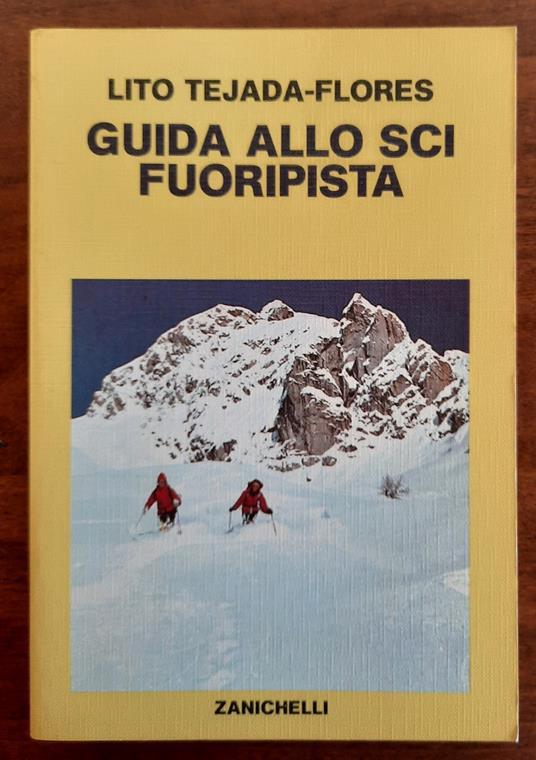 LITO TEJADA-FLORES
GUIDA ALLO SCI
FUORIPISTA
ZANICHELLI